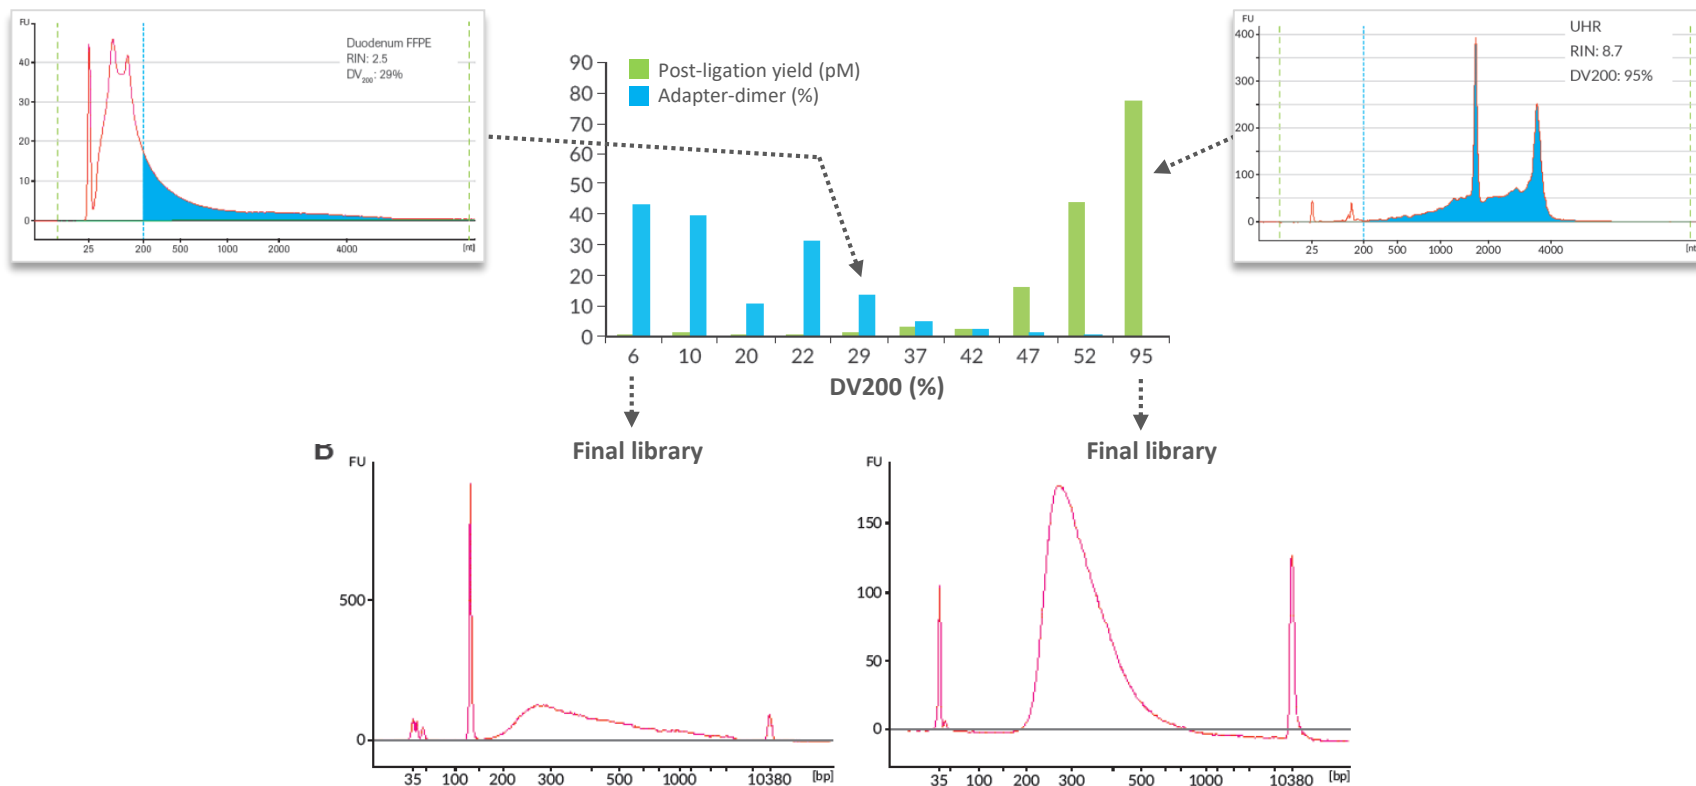 FU
40
30
20
10
0
25 200 500 1000 2000 4000 [nt]
Duodenum FFPE
RIN: 2.5
DV200: 29%
90
80
70
60
50
40
30
20
10
0
Post-ligation yield (pM)
Adapter-dimer (%)
6 10 20 22 29 37 42 47 52 95
DV200 (%)
FU
400
300
200
100
0
25 200 500 1000 2000 4000 [nt
UHR
RIN: 8.7
DV200: 95%
B
Final library
FU
500
0
35 100 200 300 500 1000 10380 [bp]
Final library
FU
150
100
50
0
35 100 200 300 500 1000 10380 [bp]